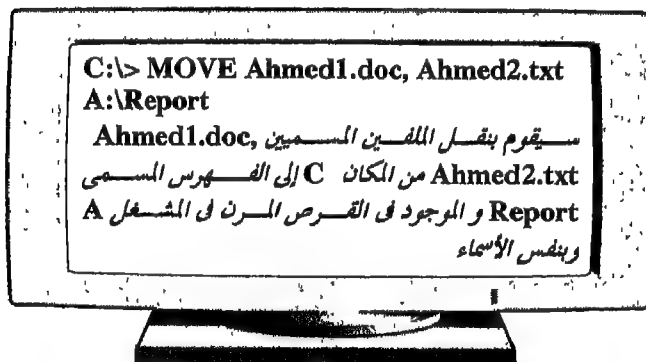 C:\> MOVE Ahmed1.doc, Ahmed2.txt
A:\Report
سيقوم بنقل الملفين المسميين Ahmed1.doc,
Ahmed2.txt من المكان C إلى الفهرس المسمى
Report و الموجود فى القرص المرن فى المشغل A
وبنفس الأسماء